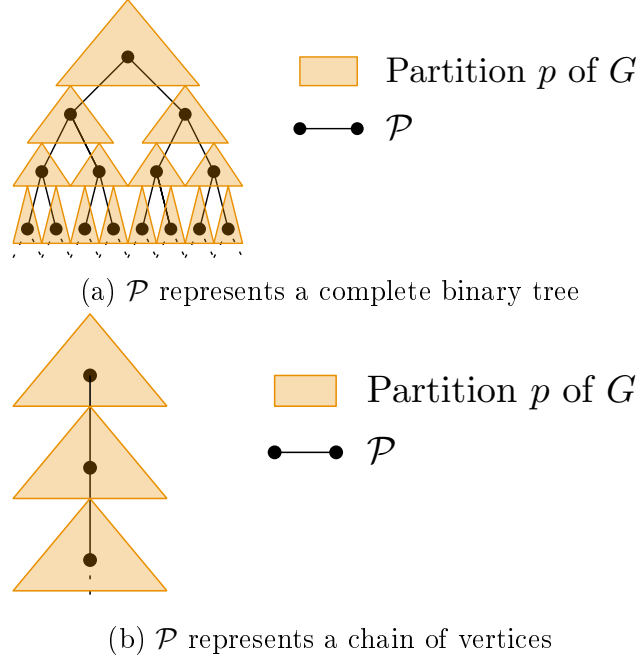 Partition p of G
𝒫
(a) 𝒫 represents a complete binary tree
Partition p of G
𝒫
(b) 𝒫 represents a chain of vertices